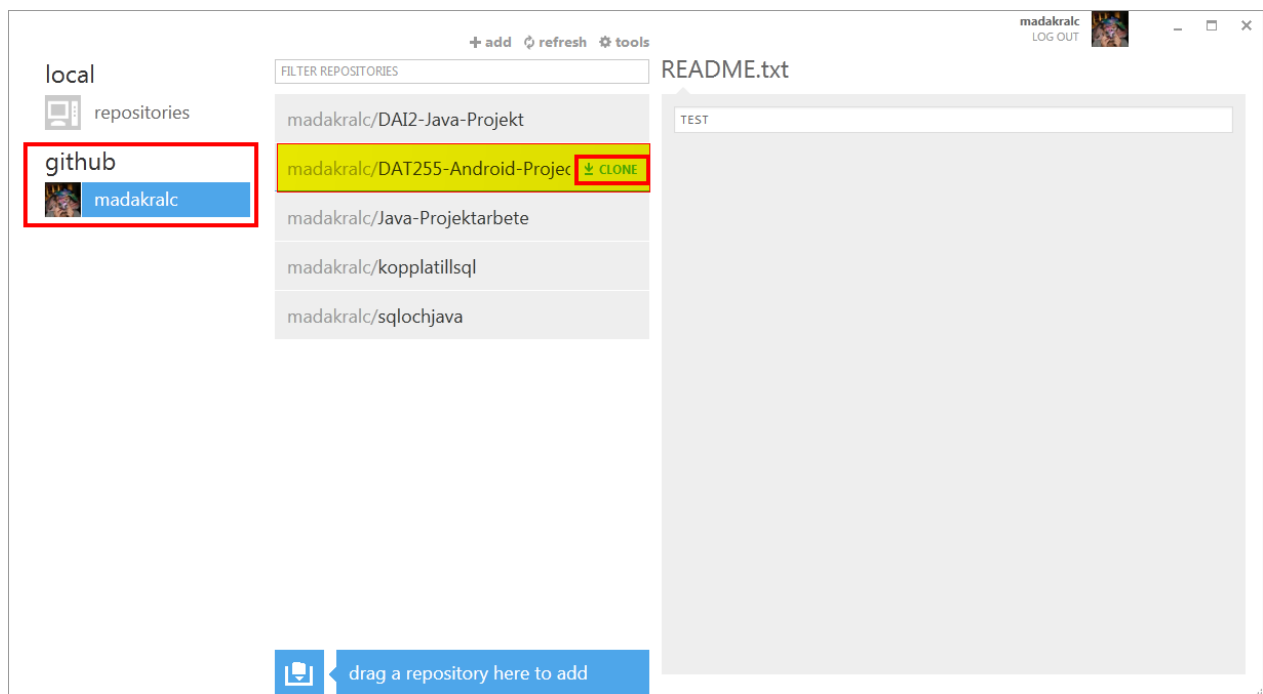 madakralc
LOG OUT
add refresh tools
local
repositories
github
madakralc
FILTER REPOSITORIES
madakralc/DAI2-Java-Projekt
madakralc/DAT255-Android-Projec CLONE
madakralc/Java-Projektarbete
madakralc/kopplatillsql
madakralc/sqlochjava
drag a repository here to add
README.txt
TEST